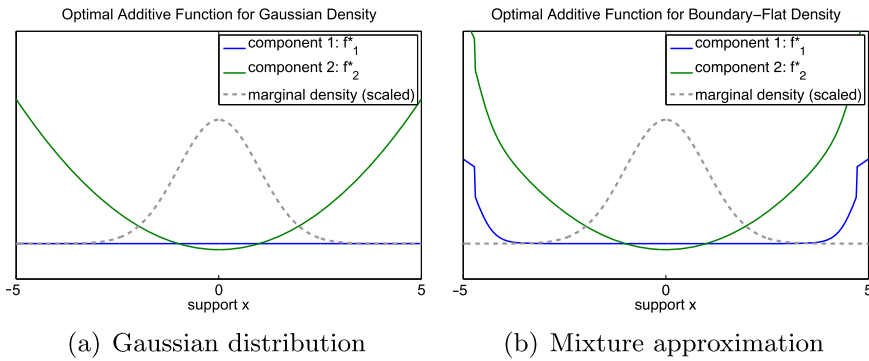 Optimal Additive Function for Gaussian Density
component 1: f*1
component 2: f*2
marginal density (scaled)
−5 0 5
support x
(a) Gaussian distribution
Optimal Additive Function for Boundary−Flat Density
component 1: f*1
component 2: f*2
marginal density (scaled)
−5 0 5
support x
(b) Mixture approximation